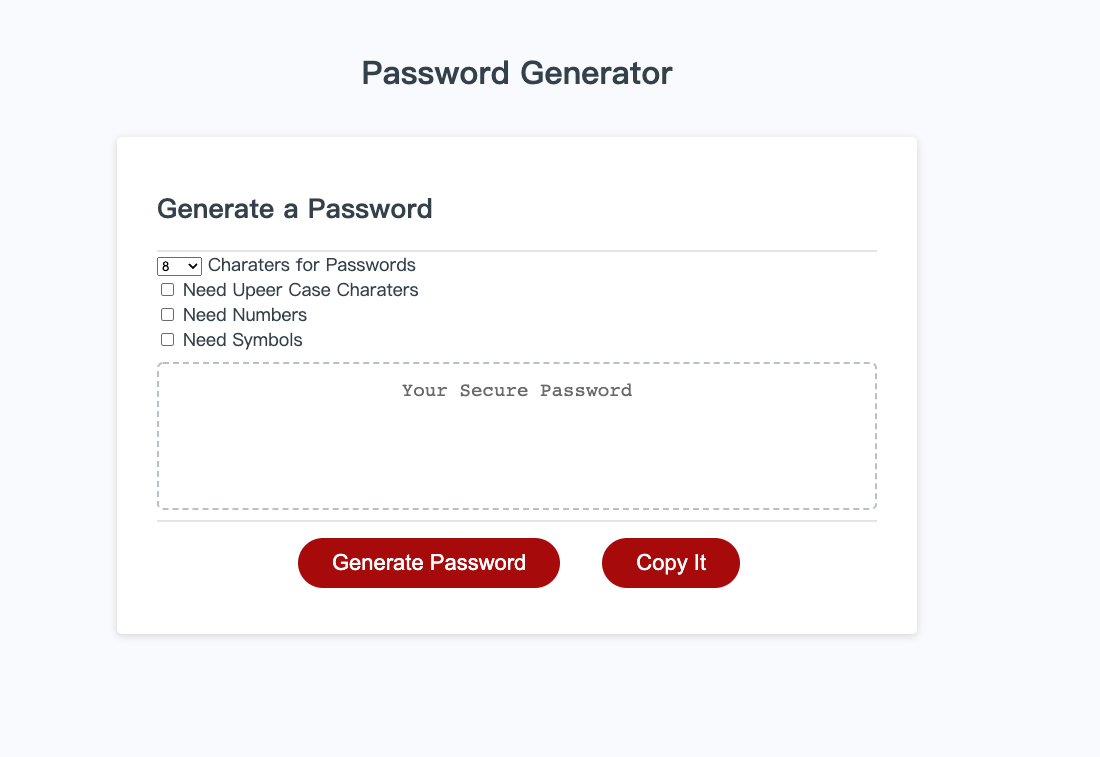 Password Generator
Generate a Password
8 Charaters for Passwords
Need Upeer Case Charaters
Need Numbers
Need Symbols
Your Secure Password
Generate Password Copy It